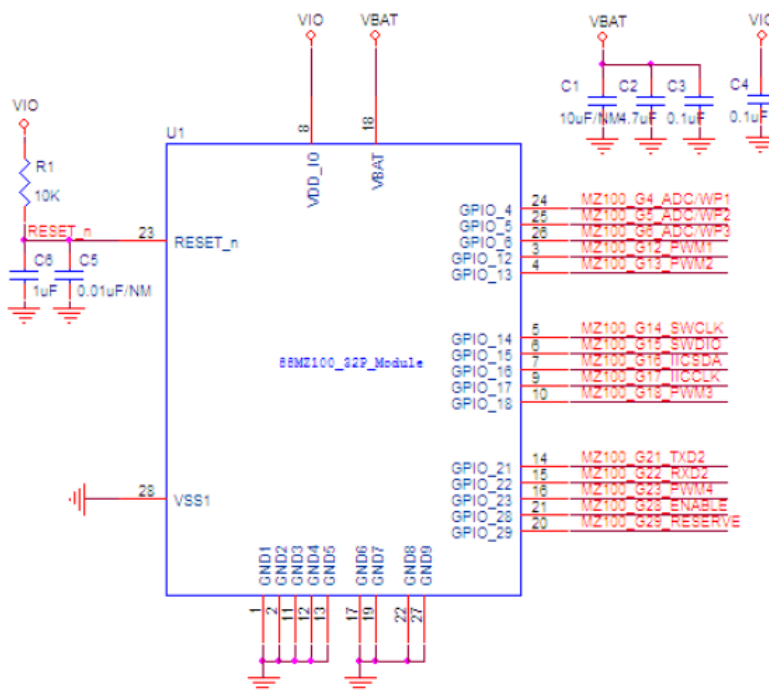 VIO
VBAT
VBAT
VIO
C1
C2
C3
C4
10uF/NM
4.7uF
0.1uF
0.1uF
VIO
R1
10K
U1
8
18
VDD_IO
VBAT
RESET_n
23
RESET_n
C6
C5
1uF
0.01uF/NM
GPIO_4 24 MZ100_G4_ADC/WP1
GPIO_5 25 MZ100_G5_ADC/WP2
GPIO_6 26 MZ100_G6_ADC/WP3
GPIO_12 3 MZ100_G12_PWM1
GPIO_13 4 MZ100_G13_PWM2
GPIO_14 5 MZ100_G14_SWCLK
GPIO_15 6 MZ100_G15_SWDIO
GPIO_16 7 MZ100_G16_IICSDA
GPIO_17 9 MZ100_G17_IICCLK
GPIO_18 10 MZ100_G18_PWM3
88MZ100_32P_Module
GPIO_21 14 MZ100_G21_TXD2
GPIO_22 15 MZ100_G22_RXD2
GPIO_23 16 MZ100_G23_PWM4
GPIO_28 21 MZ100_G28_ENABLE
GPIO_29 20 MZ100_G29_RESERVE
28
VSS1
GND1
GND2
GND3
GND4
GND5
GND6
GND7
GND8
GND9
1
2
11
12
13
17
19
22
27